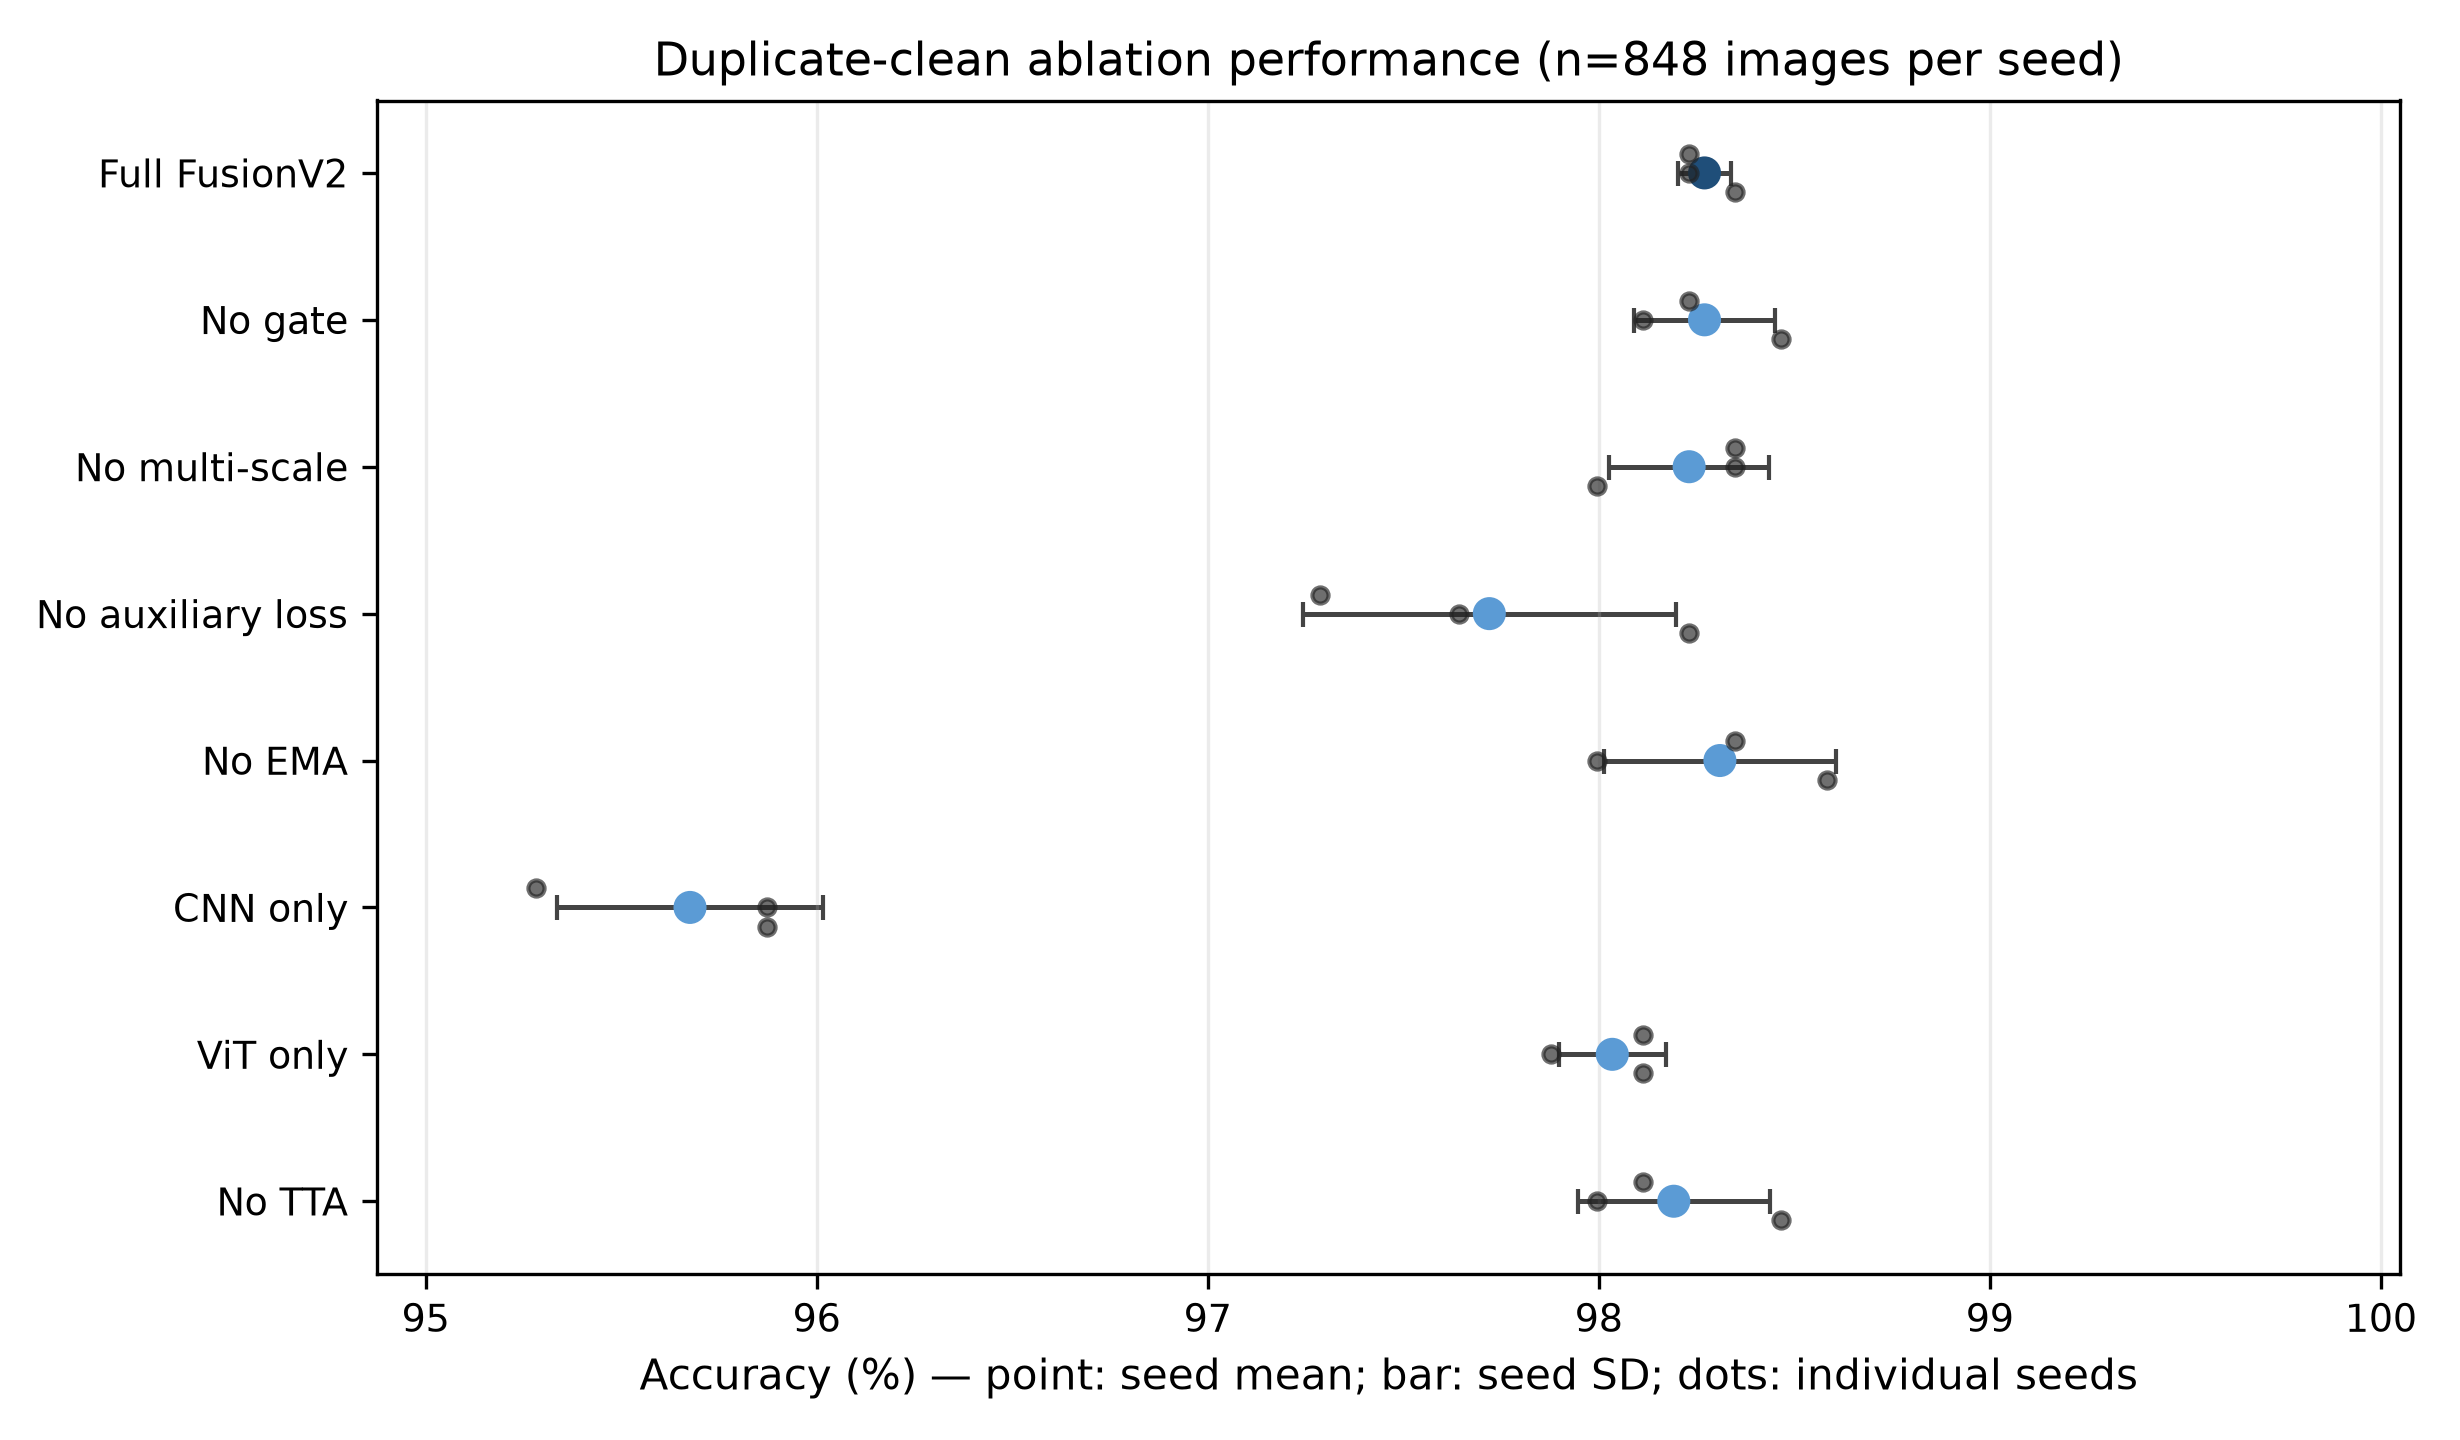 Duplicate-clean ablation performance (n=848 images per seed)
Full FusionV2
No gate
No multi-scale
No auxiliary loss
No EMA
CNN only
ViT only
No TTA
95 96 97 98 99 100
Accuracy (%) — point: seed mean; bar: seed SD; dots: individual seeds